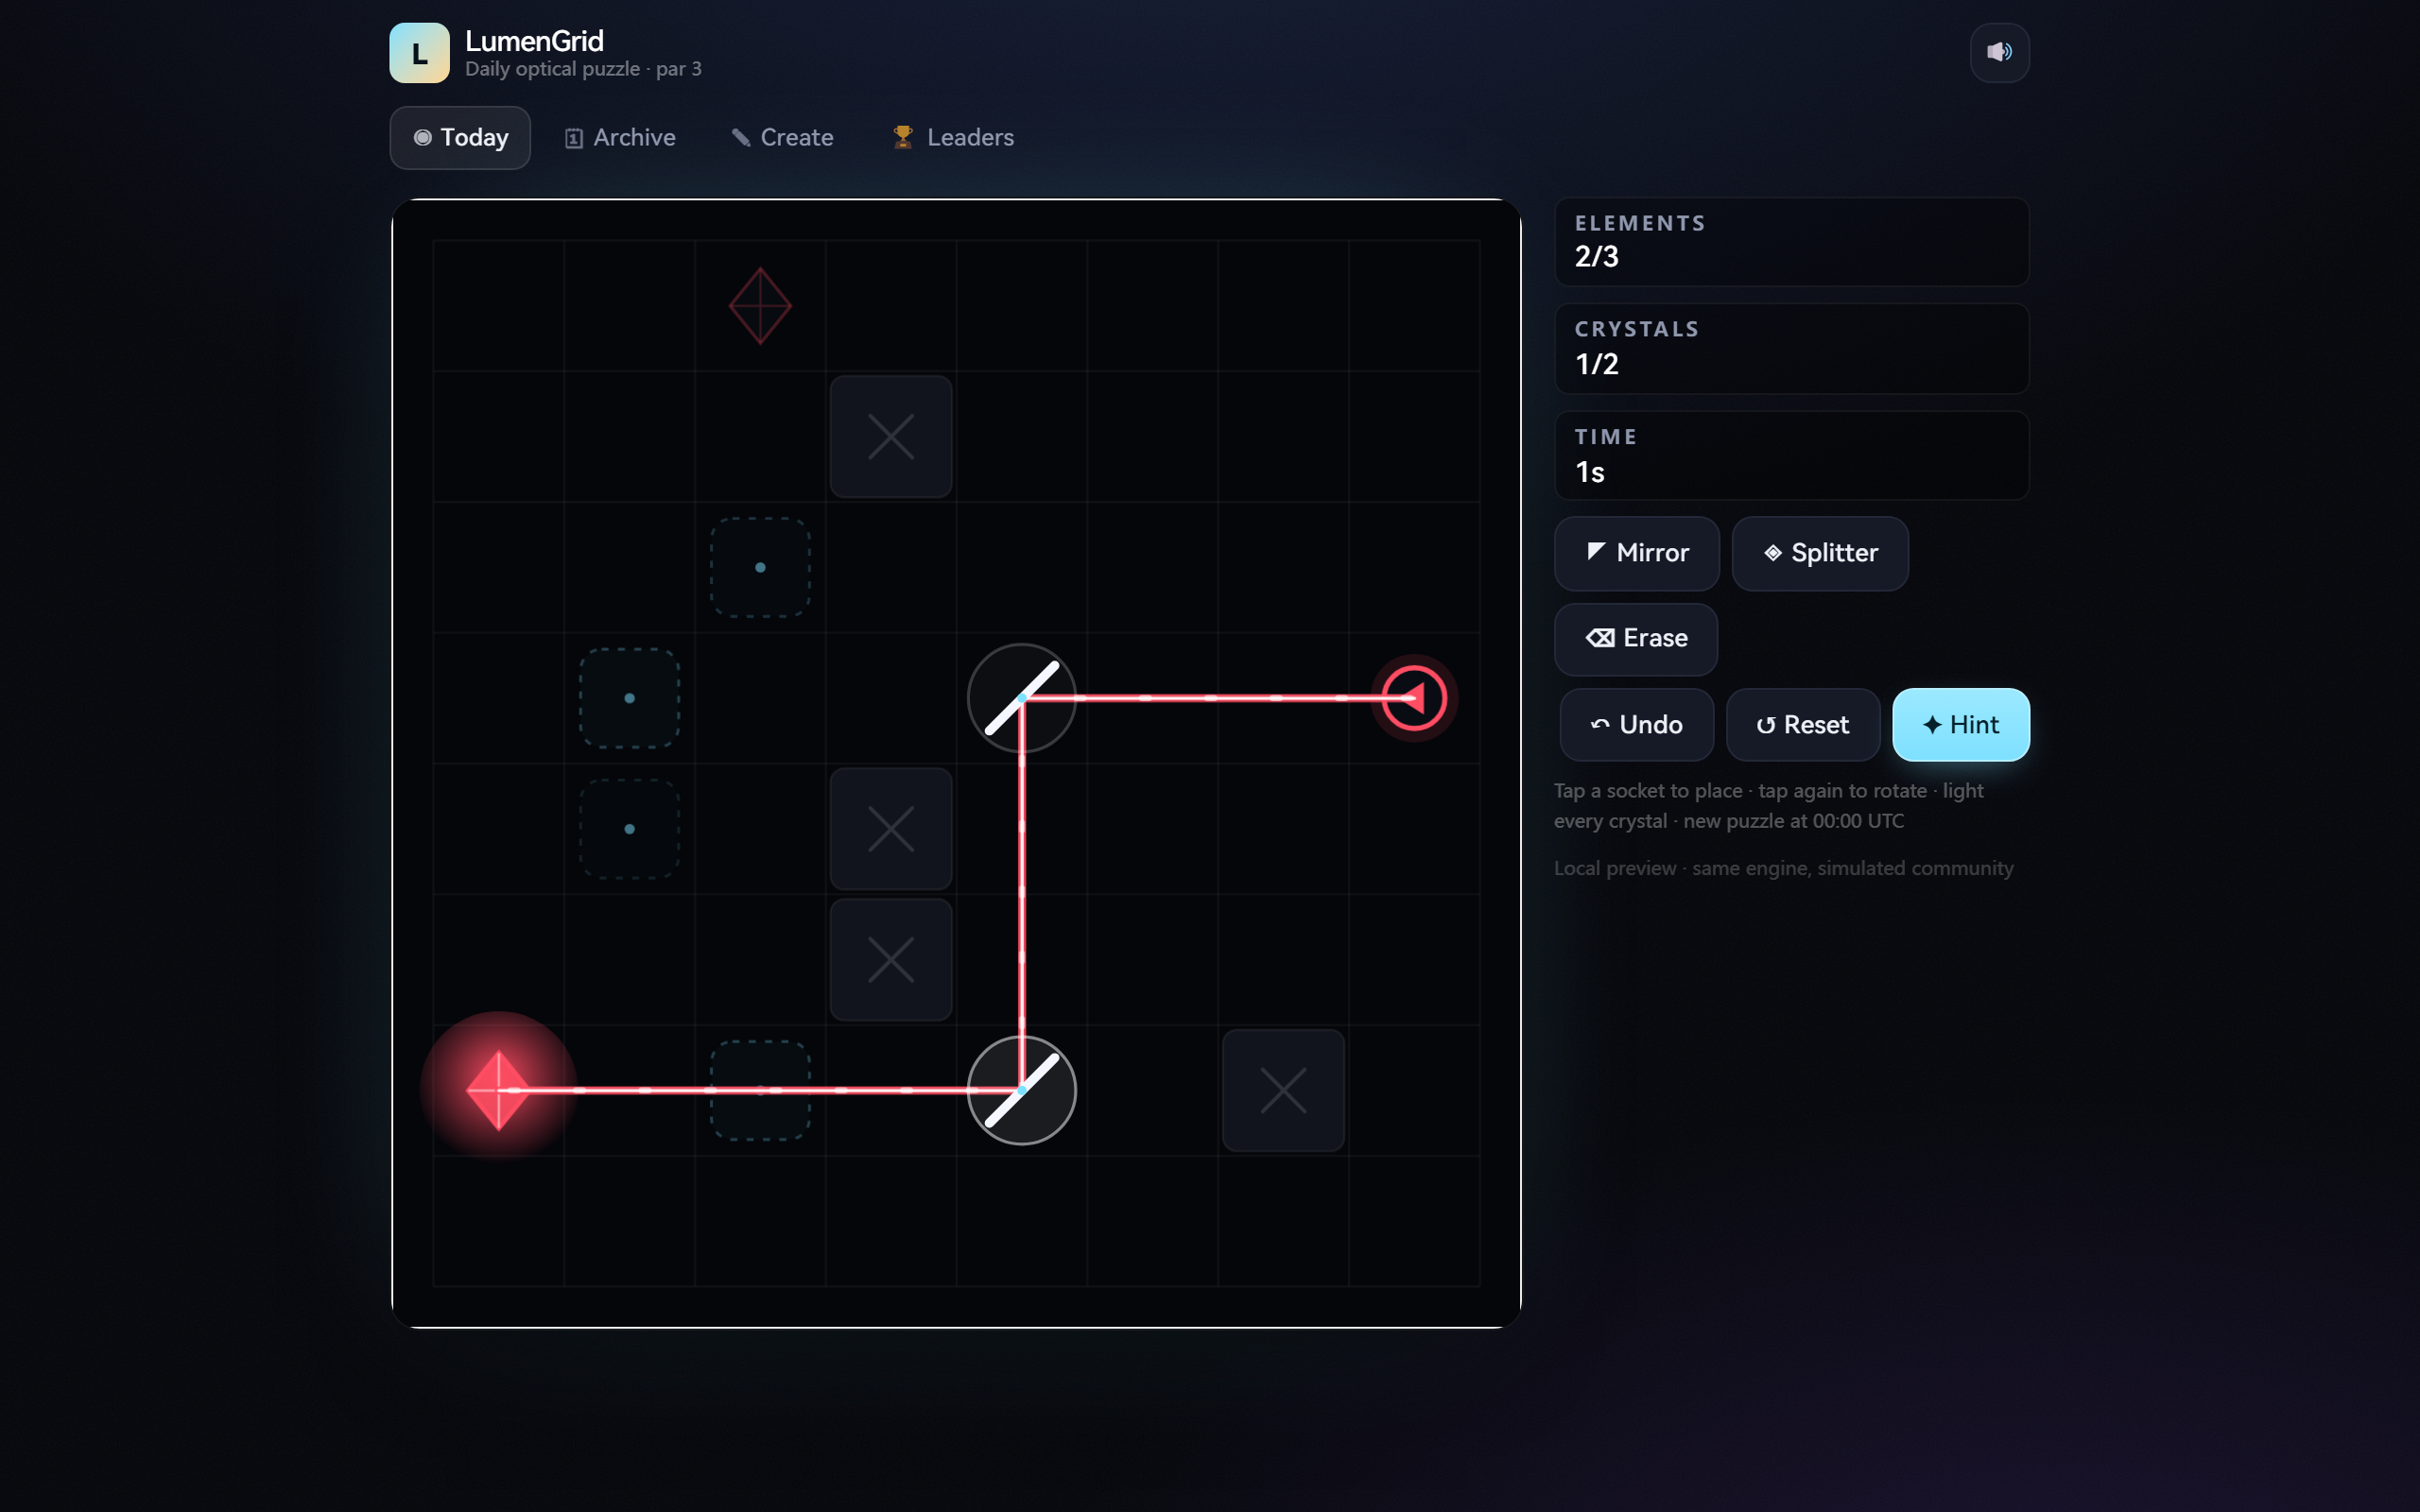 L
LumenGrid
Daily optical puzzle · par 3
Today
Archive
Create
Leaders
ELEMENTS
2/3
CRYSTALS
1/2
TIME
1s
Mirror
Splitter
Erase
Undo
Reset
Hint
Tap a socket to place · tap again to rotate · light
every crystal · new puzzle at 00:00 UTC
Local preview · same engine, simulated community